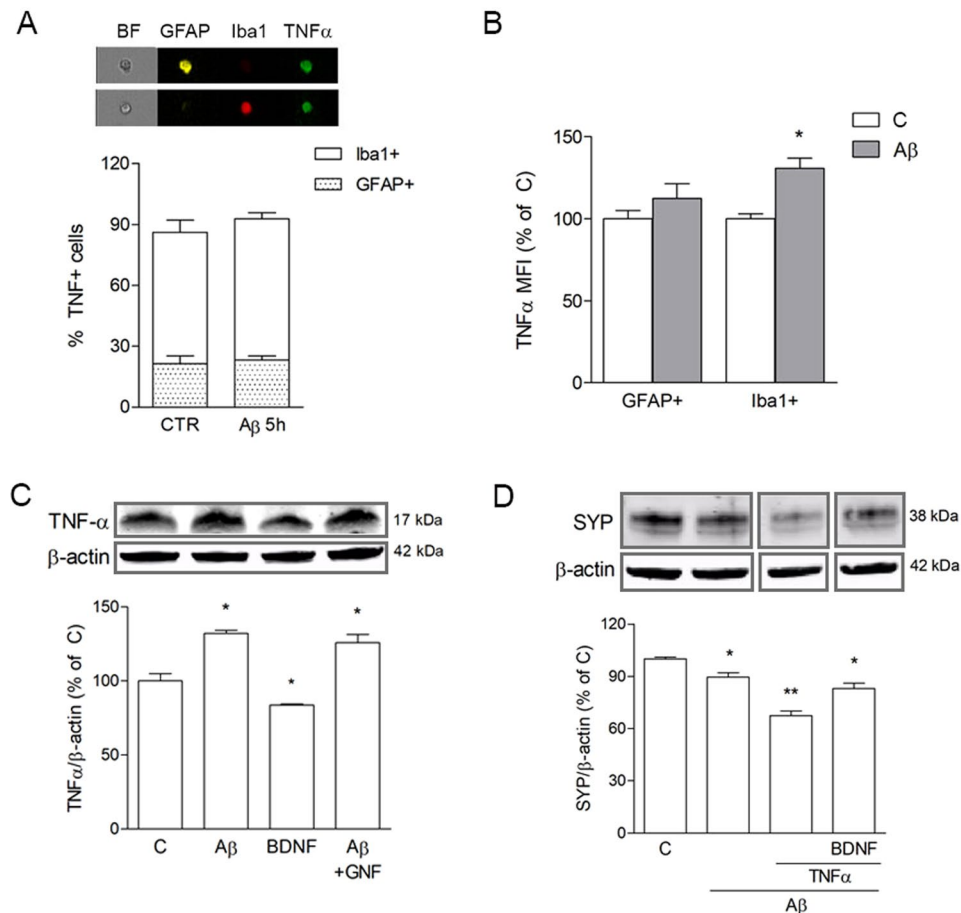 A
BF GFAP Iba1 TNFα
Iba1+
GFAP+
% TNF+ cells
120
90
60
30
0
CTR Aβ 5h
B
C
Aβ
*
TNFα MFI (% of C)
150
100
50
0
GFAP+ Iba1+
C
TNF-α 17 kDa
β-actin 42 kDa
TNFα/β-actin (% of C)
150
100
50
0
* * *
C Aβ BDNF Aβ
+GNF
D
SYP 38 kDa
β-actin 42 kDa
SYP/β-actin (% of C)
120
90
60
30
0
* ** *
C BDNF
TNFα
Aβ